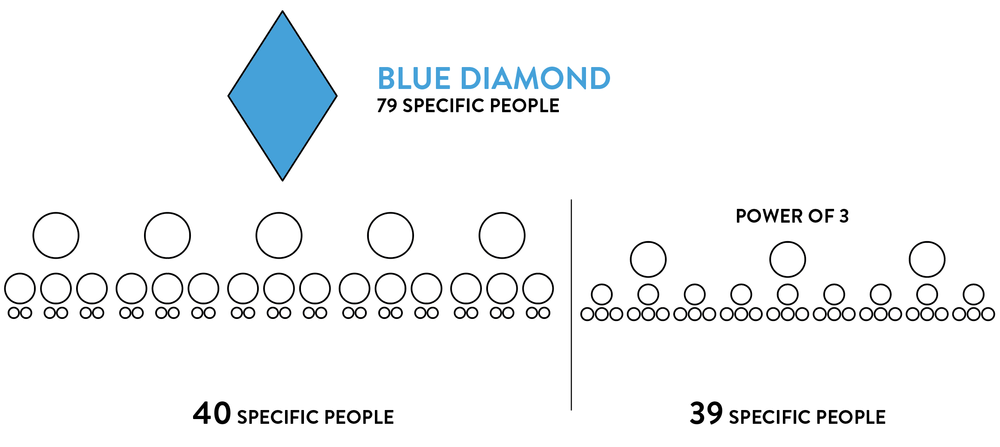 BLUE DIAMOND
79 SPECIFIC PEOPLE
POWER OF 3
40 SPECIFIC PEOPLE
39 SPECIFIC PEOPLE